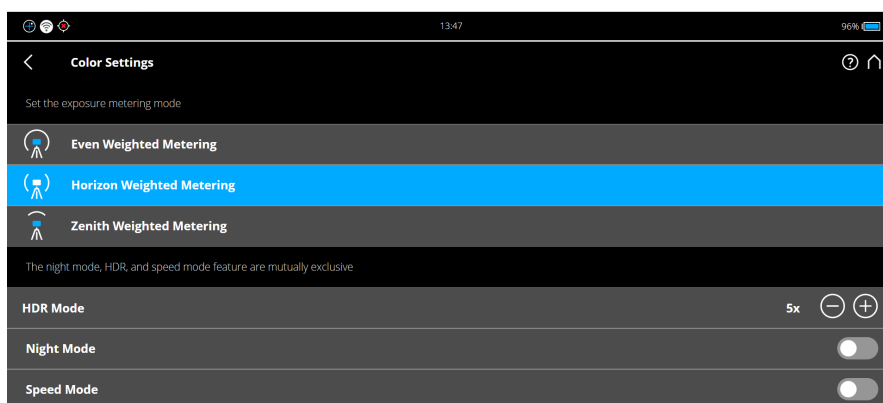 13:47
96%
Color Settings
Set the exposure metering mode
Even Weighted Metering
Horizon Weighted Metering
Zenith Weighted Metering
The night mode, HDR, and speed mode feature are mutually exclusive
HDR Mode 5x
Night Mode
Speed Mode